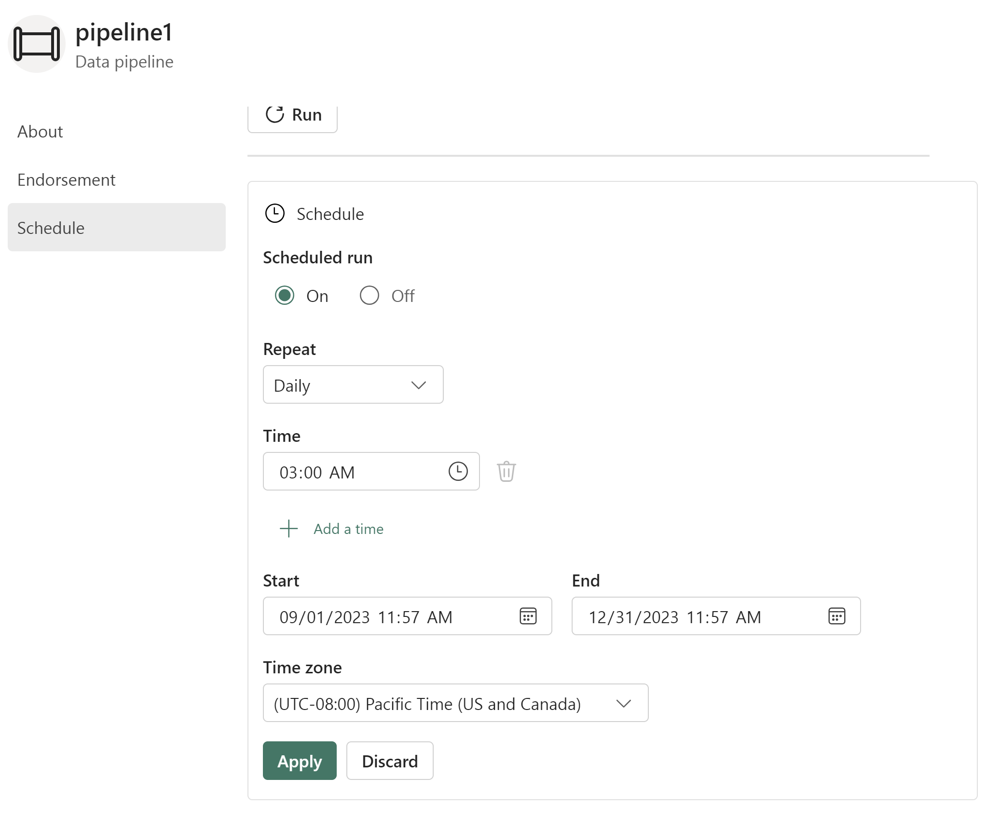 pipeline1
Data pipeline
About
Endorsement
Schedule
Run
Schedule
Scheduled run
On Off
Repeat
Daily
Time
03:00 AM
Add a time
Start End
09/01/2023 11:57 AM 12/31/2023 11:57 AM
Time zone
(UTC-08:00) Pacific Time (US and Canada)
Apply Discard